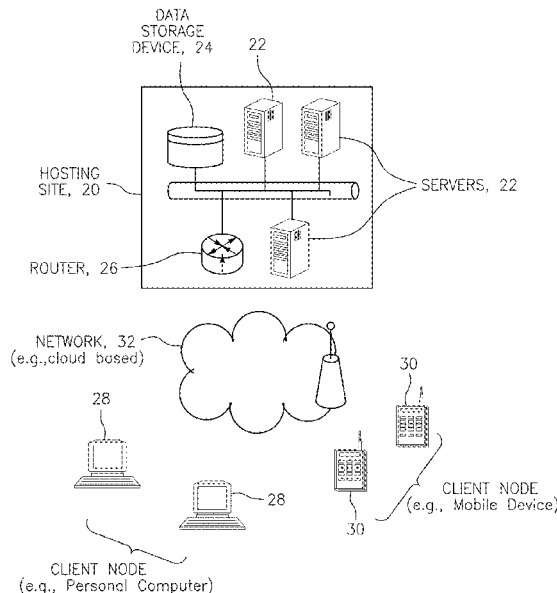 DATA
STORAGE
DEVICE, 24
22
HOSTING
SITE, 20
SERVERS, 22
ROUTER, 26
NETWORK, 32
(e.g.,cloud based)
30
28
28
30
CLIENT NODE
(e.g., Mobile Device)
CLIENT NODE
(e.g., Personal Computer)